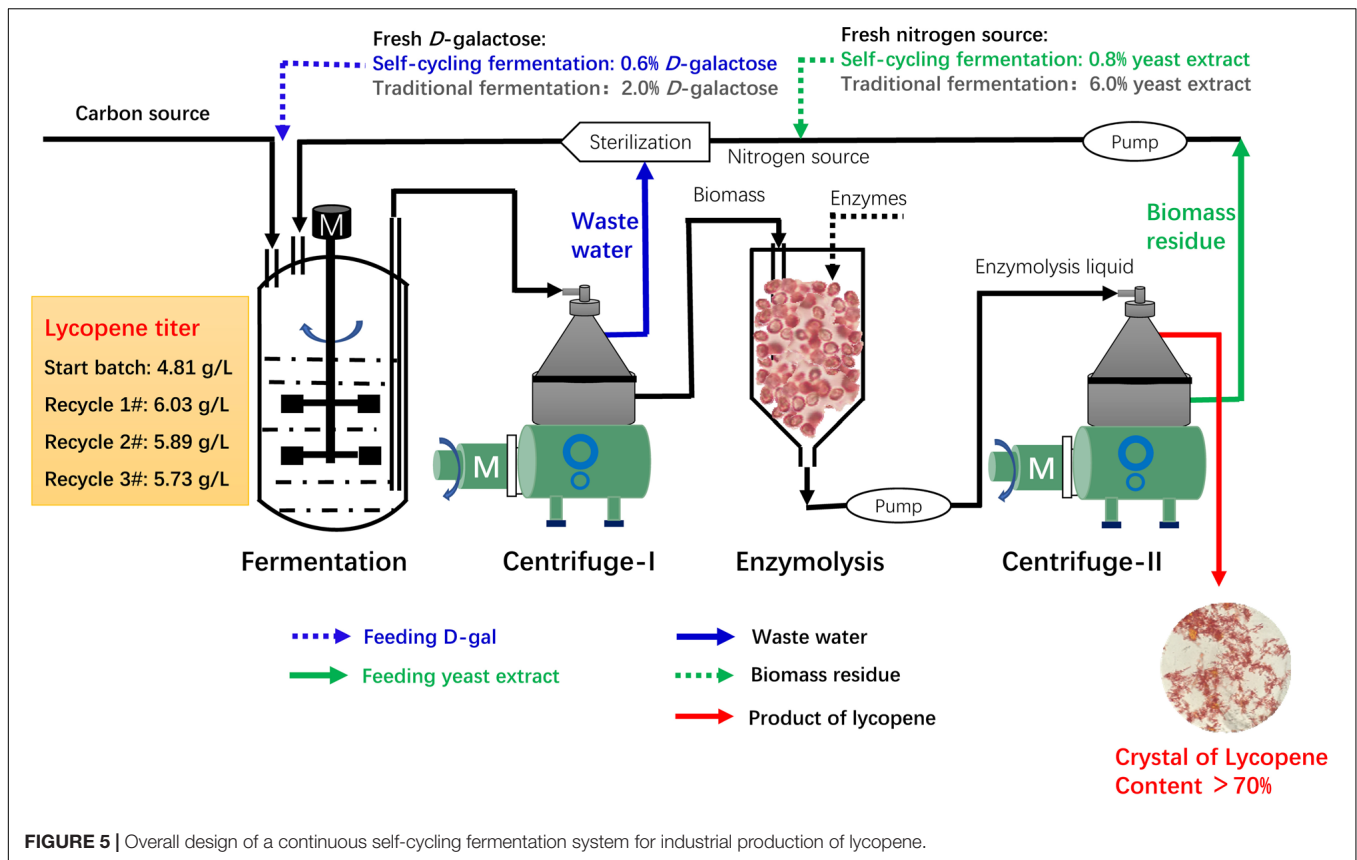 Fresh D-galactose:
Self-cycling fermentation: 0.6% D-galactose
Traditional fermentation: 2.0% D-galactose
Fresh nitrogen source:
Self-cycling fermentation: 0.8% yeast extract
Traditional fermentation: 6.0% yeast extract
Carbon source
Sterilization
Nitrogen source
Pump
M
Waste
water
Biomass
Enzymes
Biomass
residue
Enzymolysis liquid
Lycopene titer
Start batch: 4.81 g/L
Recycle 1#: 6.03 g/L
Recycle 2#: 5.89 g/L
Recycle 3#: 5.73 g/L
M
M
Pump
Fermentation
Centrifuge-I
Enzymolysis
Centrifuge-II
Feeding D-gal
Waste water
Feeding yeast extract
Biomass residue
Product of lycopene
Crystal of Lycopene
Content >70%
FIGURE 5 | Overall design of a continuous self-cycling fermentation system for industrial production of lycopene.